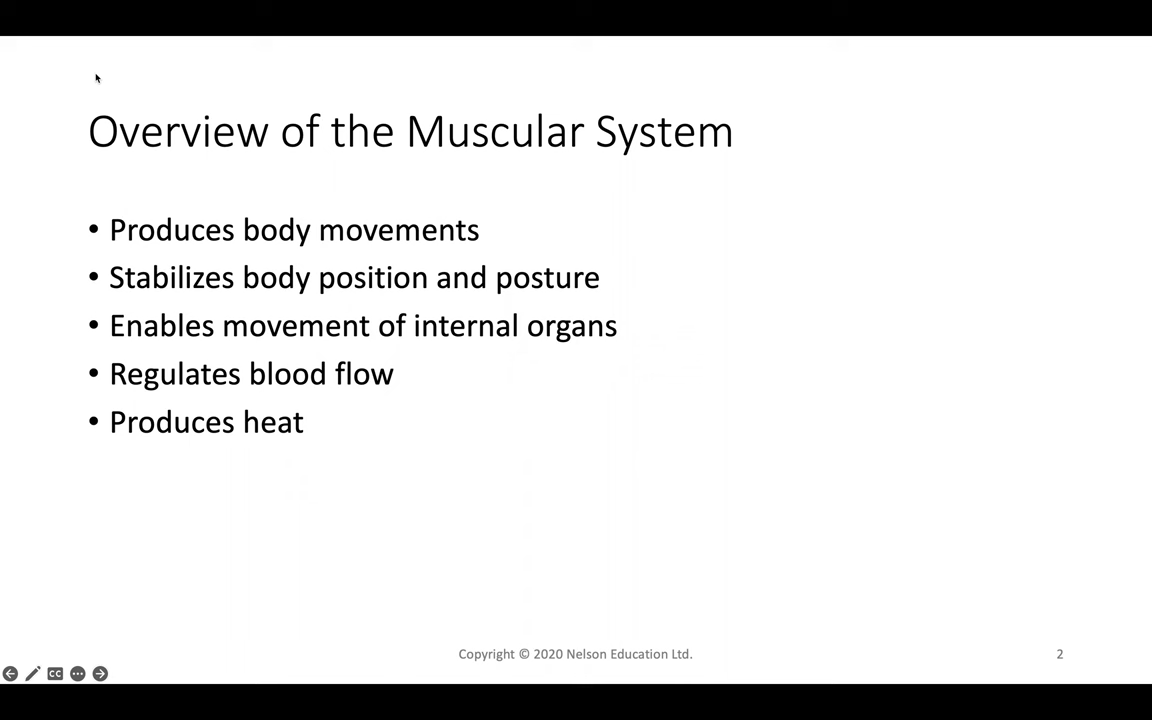 Overview of the Muscular System
• Produces body movements
• Stabilizes body position and posture
• Enables movement of internal organs
• Regulates blood flow
• Produces heat
Copyright © 2020 Nelson Education Ltd.
2
CC